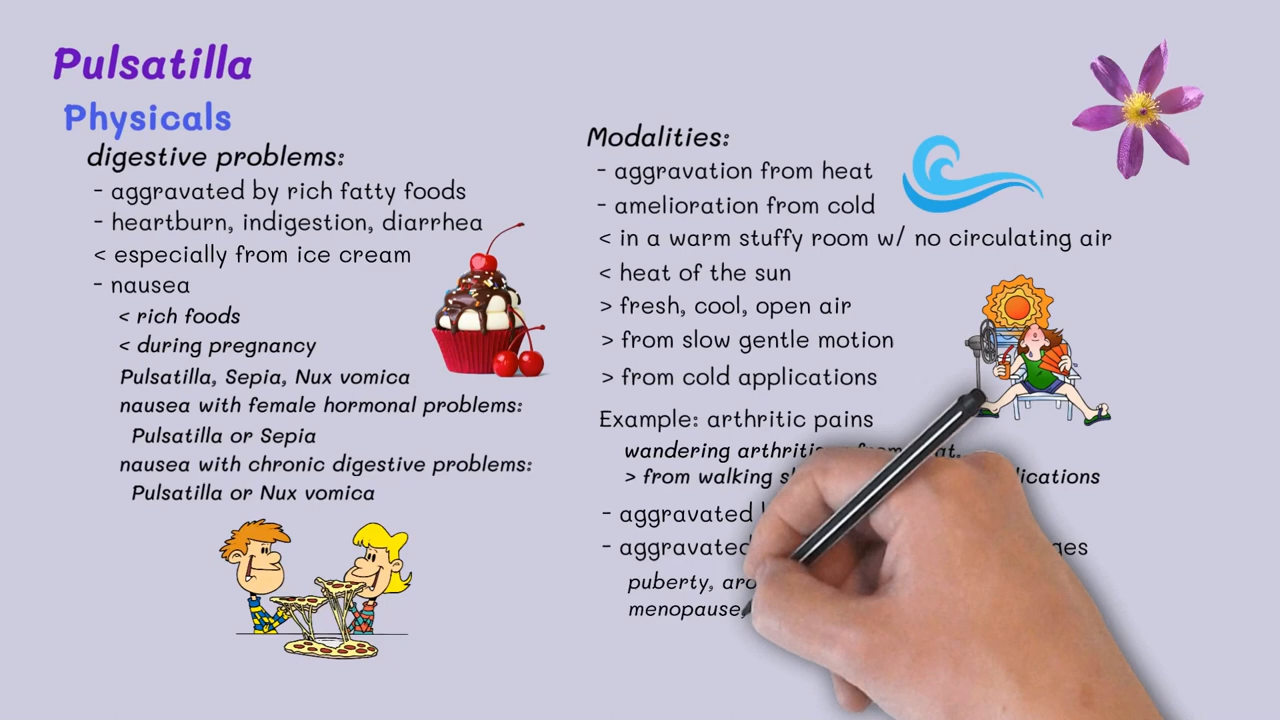 Pulsatilla
Physicals
digestive problems:
- aggravated by rich fatty foods
- heartburn, indigestion, diarrhea
< especially from ice cream
- nausea
< rich foods
< during pregnancy
Pulsatilla, Sepia, Nux vomica
nausea with female hormonal problems:
Pulsatilla or Sepia
nausea with chronic digestive problems:
Pulsatilla or Nux vomica
Modalities:
- aggravation from heat
- amelioration from cold
< in a warm stuffy room w/ no circulating air
< heat of the sun
> fresh, cool, open air
> from slow gentle motion
> from cold applications
Example: arthritic pains
wandering
> from walking
- aggravated
- aggravated
puberty,
menopause,